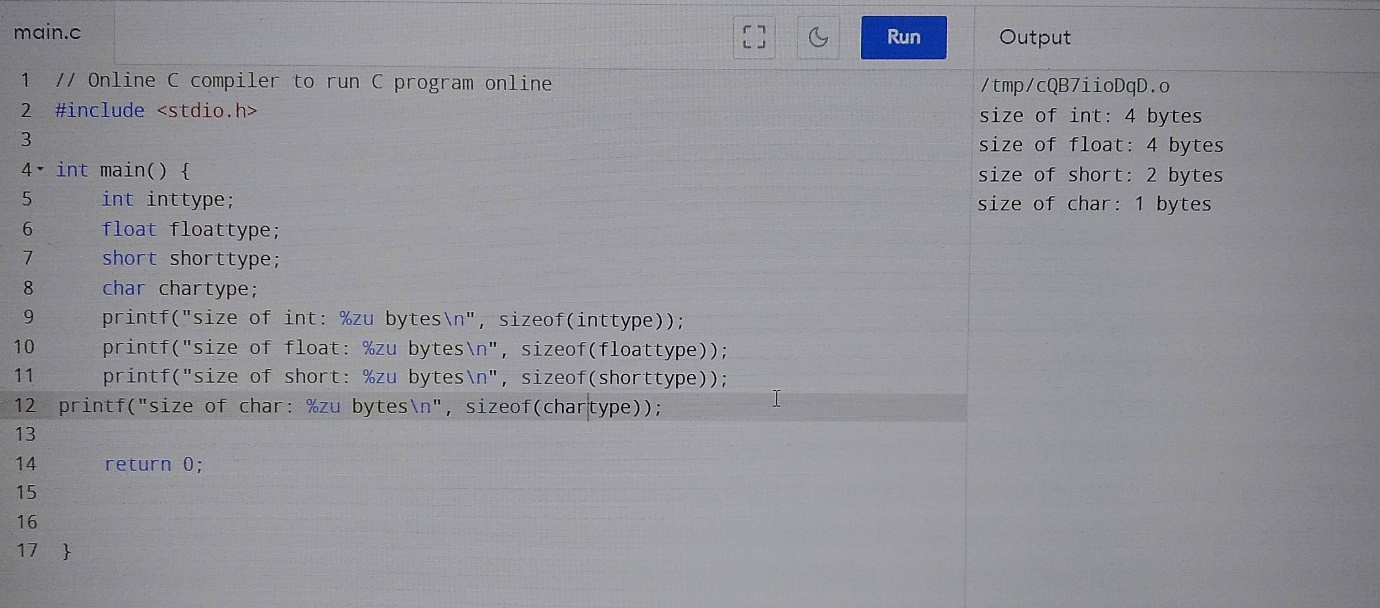 main.c
Run
Output
1 // Online C compiler to run C program online
2 #include <stdio.h>
3
4 int main() {
5 int inttype;
6 float floattype;
7 short shorttype;
8 char chartype;
9 printf("size of int: %zu bytes\n", sizeof(inttype));
10 printf("size of float: %zu bytes\n", sizeof(floattype));
11 printf("size of short: %zu bytes\n", sizeof(shorttype));
12 printf("size of char: %zu bytes\n", sizeof(chartype));
13
14 return 0;
15
16
17 }
/tmp/cQB7iioDqD.o
size of int: 4 bytes
size of float: 4 bytes
size of short: 2 bytes
size of char: 1 bytes